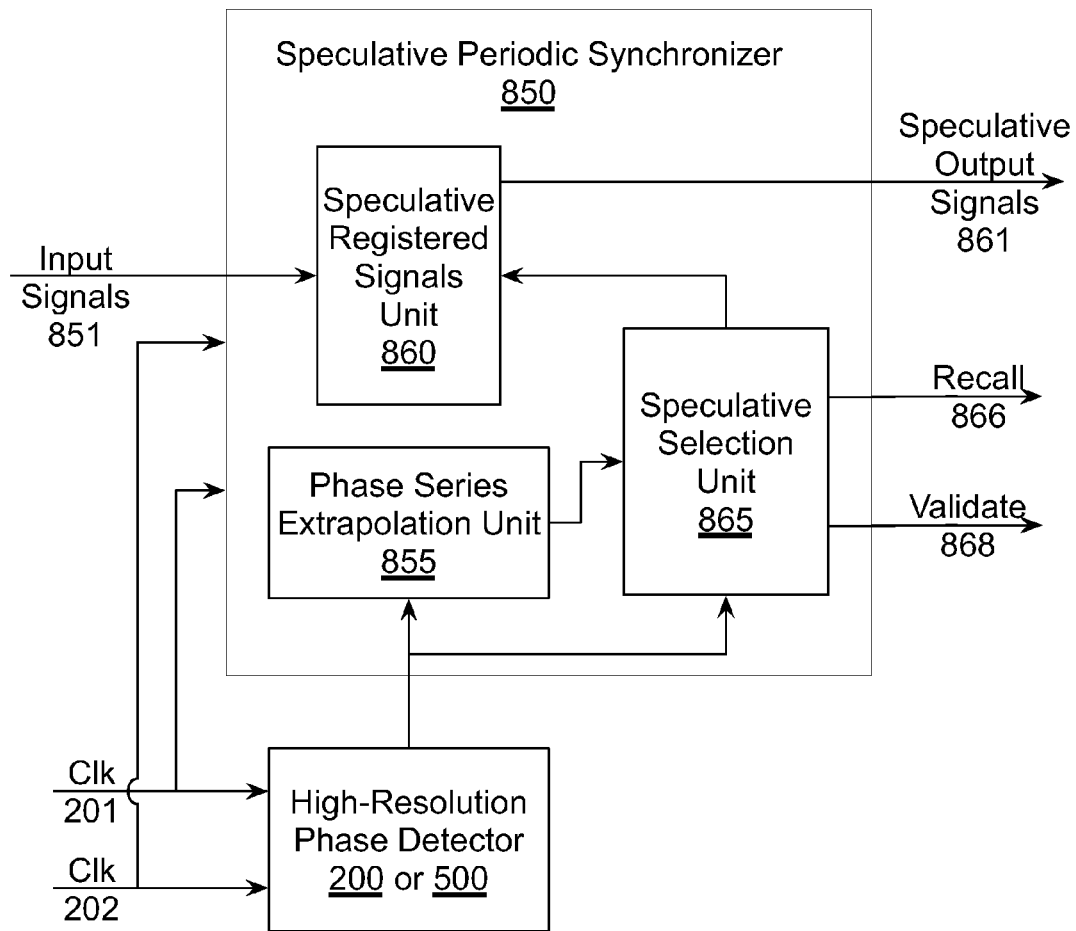 Speculative Periodic Synchronizer
850
Speculative
Output
Signals
861
Speculative
Registered
Signals
Unit
860
Input
Signals
851
Recall
866
Speculative
Selection
Unit
865
Phase Series
Extrapolation Unit
855
Validate
868
Clk
201
High-Resolution
Phase Detector
200 or 500
Clk
202